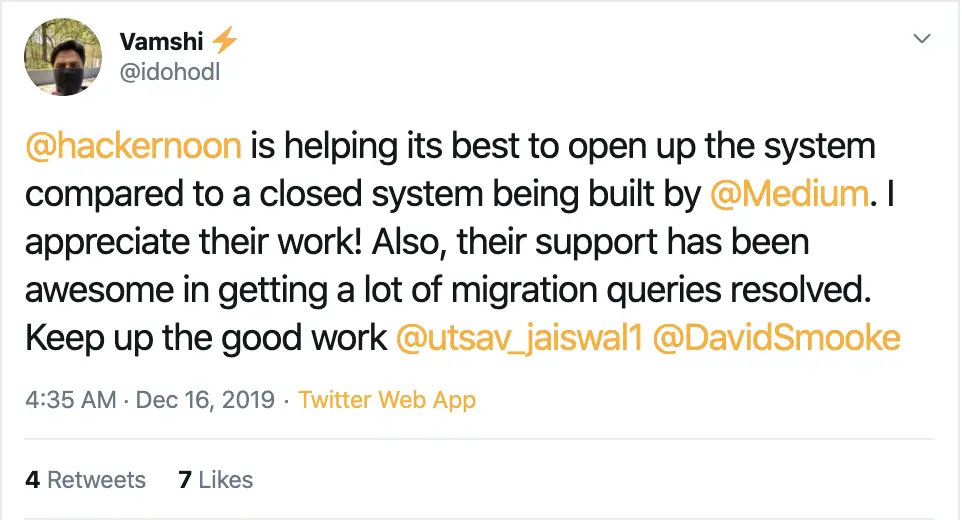 Vamshi⚡
@idohodl
@hackernoon is helping its best to open up the system
compared to a closed system being built by @Medium. I
appreciate their work! Also, their support has been
awesome in getting a lot of migration queries resolved.
Keep up the good work @utsav_jaiswal1 @DavidSmooke
4:35 AM · Dec 16, 2019 · Twitter Web App
4 Retweets 7 Likes